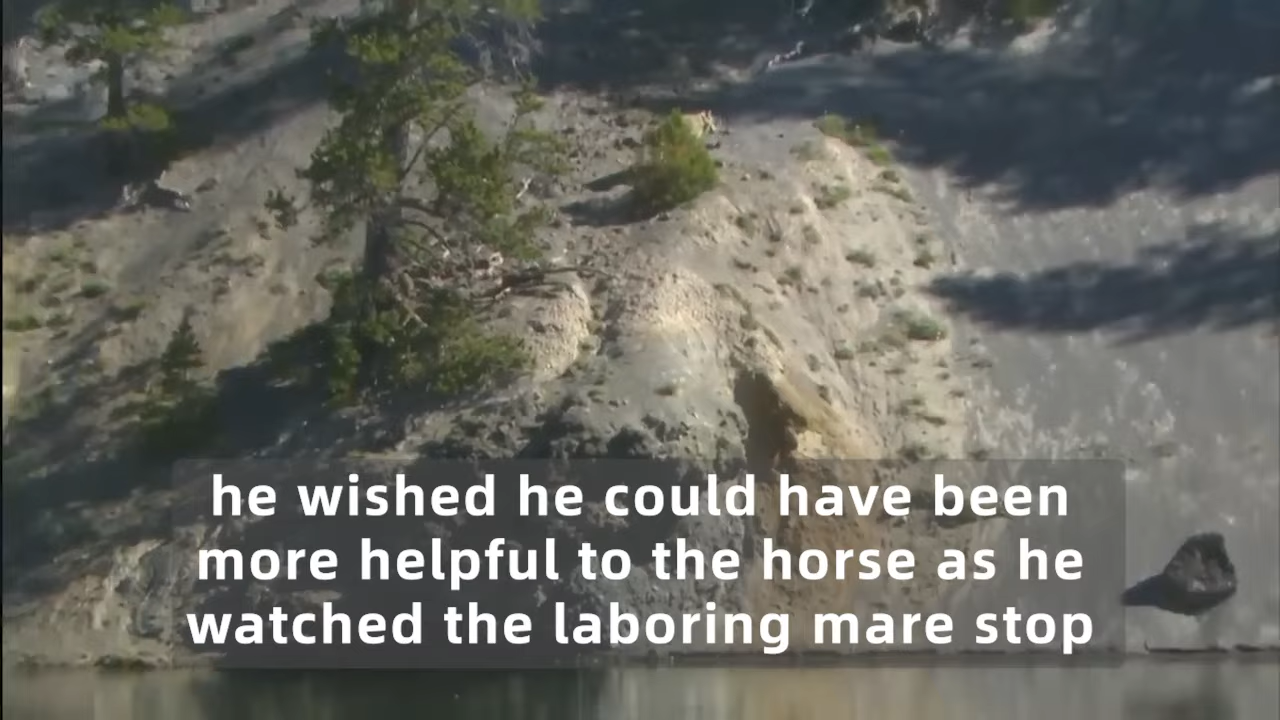 he wished he could have been
more helpful to the horse as he
watched the laboring mare stop